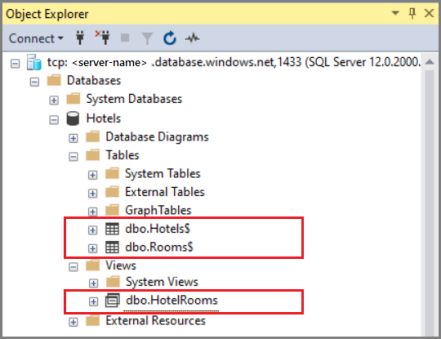 Object Explorer
Connect
tcp: <server-name> .database.windows.net,1433 (SQL Server 12.0.2000.
Databases
System Databases
Hotels
Database Diagrams
Tables
System Tables
External Tables
GraphTables
dbo.Hotels$
dbo.Rooms$
Views
System Views
dbo.HotelRooms
External Resources